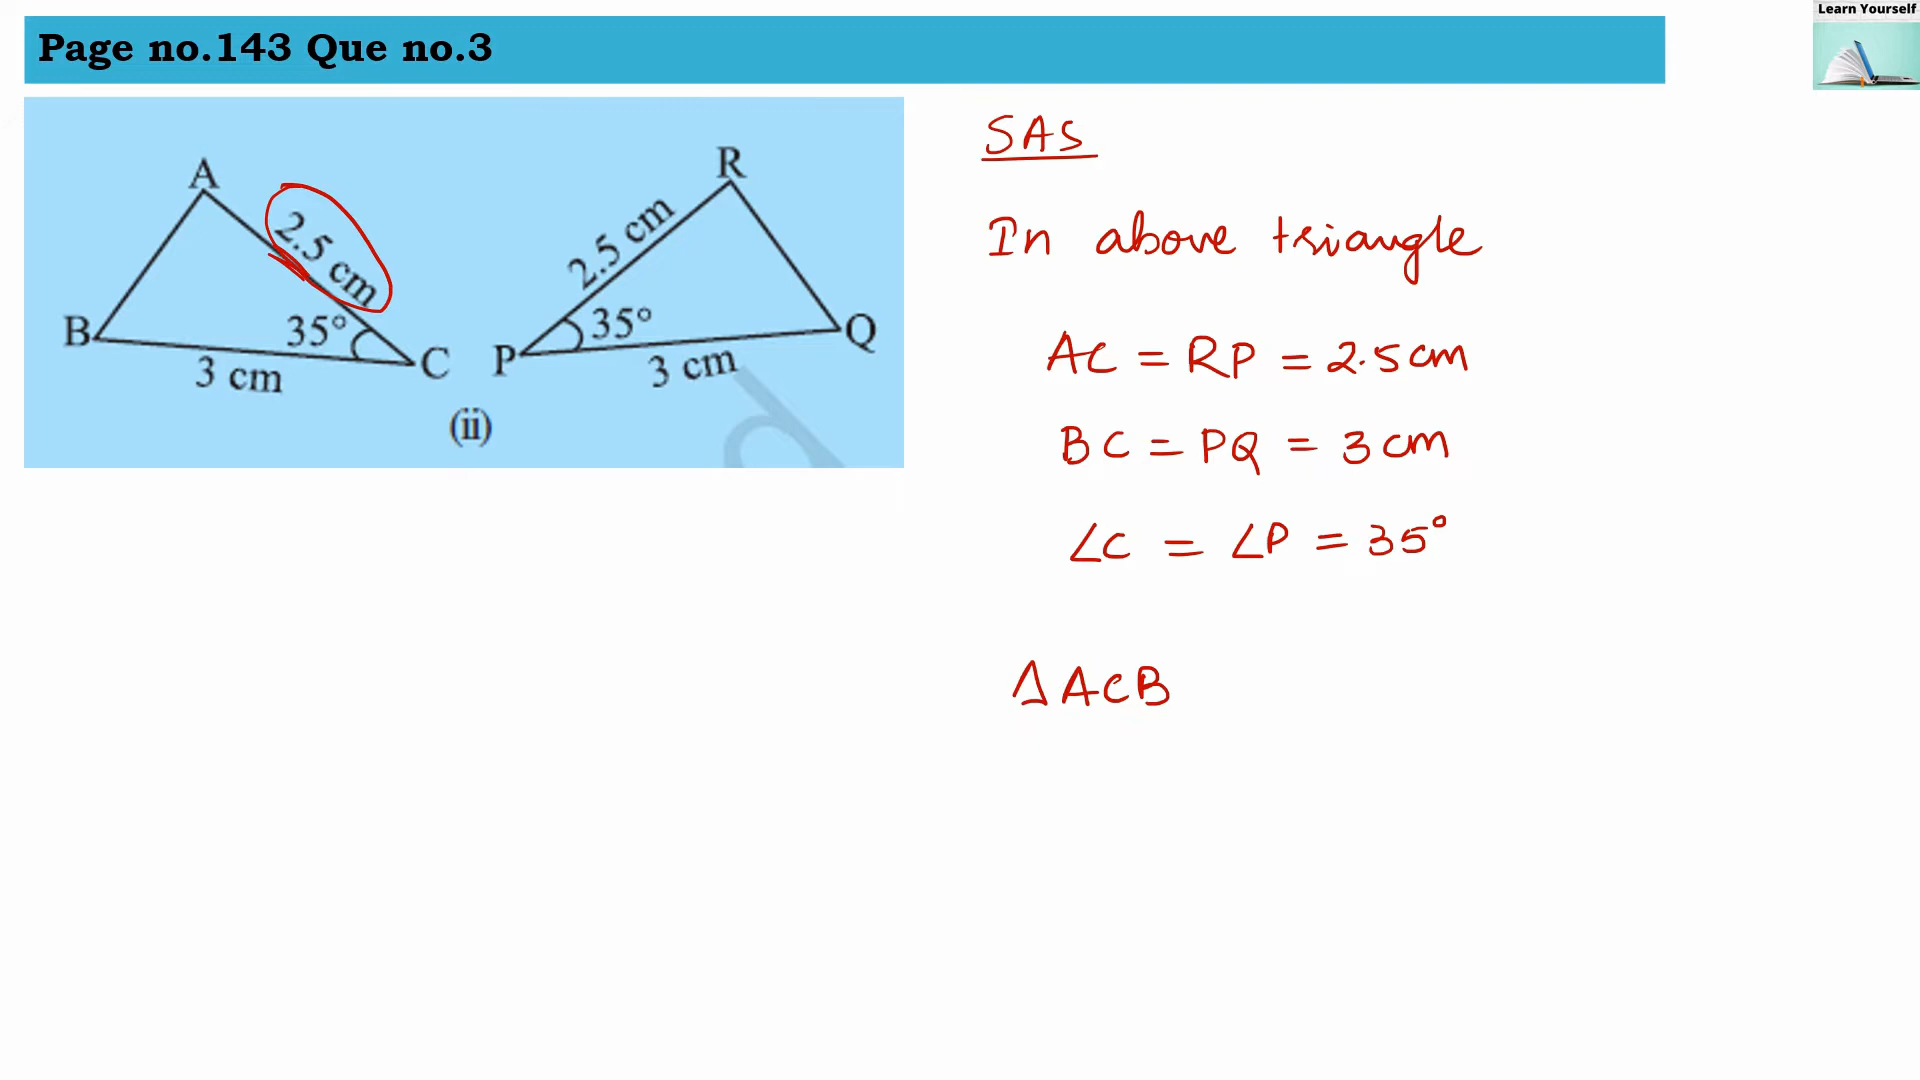 Page no.143 Que no.3
Learn Yourself
A
2.5 cm
B
35°
3 cm
C
R
2.5 cm
P
35°
3 cm
Q
(ii)
SAS
In above triangle
AC = RP = 2.5 cm
BC = PQ = 3 cm
∠C = ∠P = 35°
Δ ACB